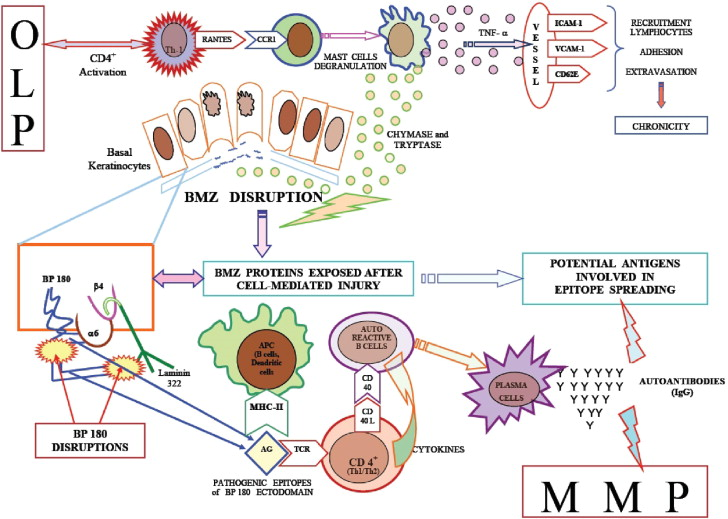 O
L
P
CD4+
Activation
Th-1
RANTES
CCR1
MAST CELLS
DEGRANULATION
TNF- α
VESSEL
ICAM-1
VCAM-1
CD62E
RECRUITMENT
LYMPHOCYTES
ADHESION
EXTRAVASATION
CHRONICITY
CHYMASE and
TRYPTASE
Basal
Keratinocytes
BMZ DISRUPTION
BMZ PROTEINS EXPOSED AFTER
CELL-MEDIATED INJURY
POTENTIAL ANTIGENS
INVOLVED IN
EPITOPE SPREADING
BP 180
β4
α6
Laminin
322
BP 180
DISRUPTIONS
APC
(B cells,
Dendritic
cells)
MHC-II
AG
TCR
PATHOGENIC EPITOPES
of BP 180 ECTODOMAIN
AUTO
REACTIVE
B CELLS
CD
40
CD
40 L
CD 4+
(Th1/Th2)
CYTOKINES
PLASMA
CELLS
Y Y Y Y Y Y
Y Y Y Y Y
Y Y Y Y
Y Y Y
Y
AUTOANTIBODIES
(IgG)
M M P